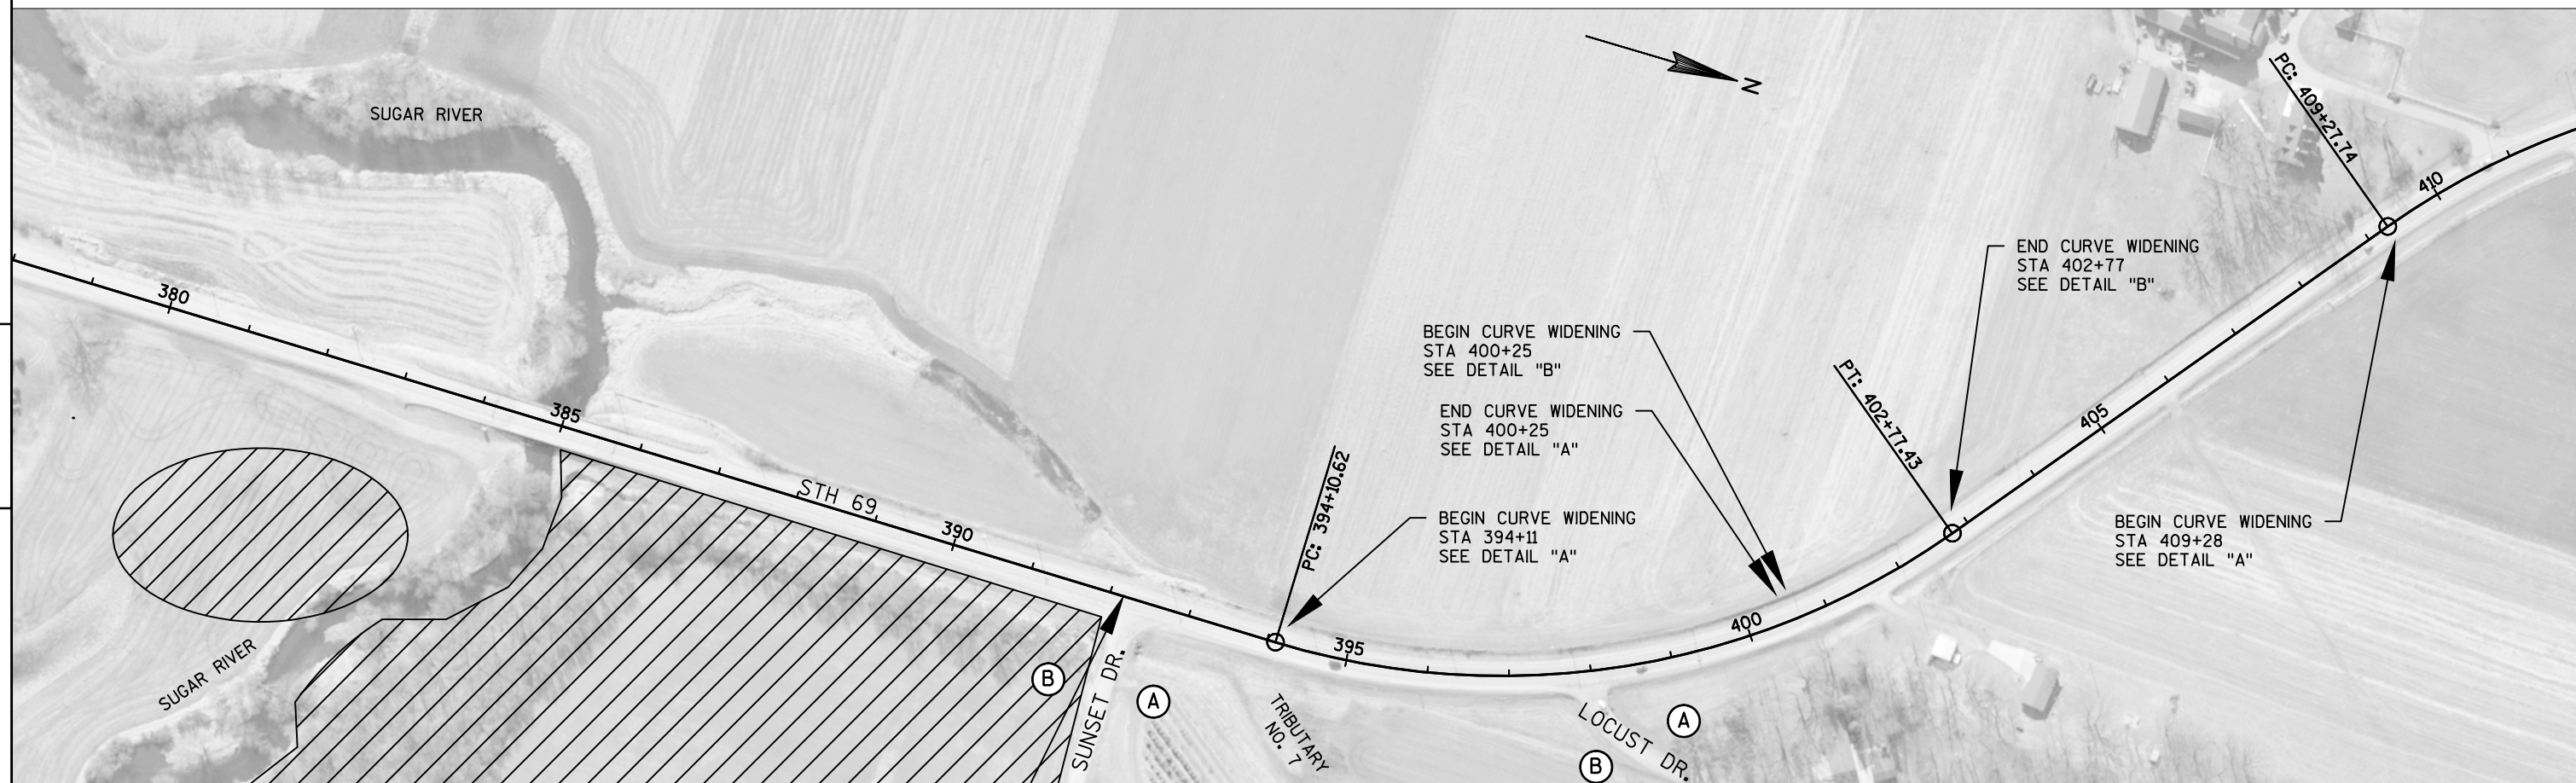 SUGAR RIVER
N
PC: 409+27.74
410
END CURVE WIDENING
STA 402+77
SEE DETAIL "B"
380
BEGIN CURVE WIDENING
STA 400+25
SEE DETAIL "B"
END CURVE WIDENING
STA 400+25
SEE DETAIL "A"
PT: 402+77.43
405
385
STH 69
390
PC: 394+10.62
BEGIN CURVE WIDENING
STA 394+11
SEE DETAIL "A"
BEGIN CURVE WIDENING
STA 409+28
SEE DETAIL "A"
395
400
SUGAR RIVER
B
SUNSET DR.
A
TRIBUTARY
NO. 7
LOCUST DR.
A
B